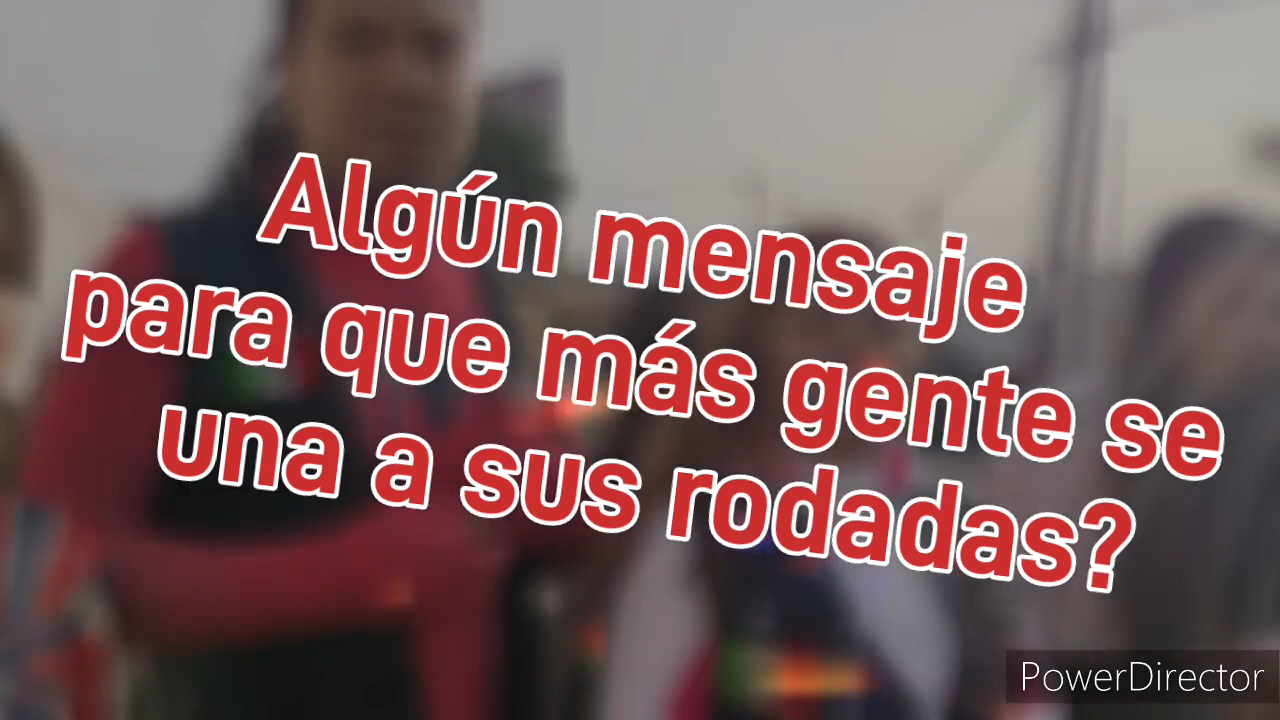 Algún mensaje
para que más gente se
una a sus rodadas?
PowerDirector